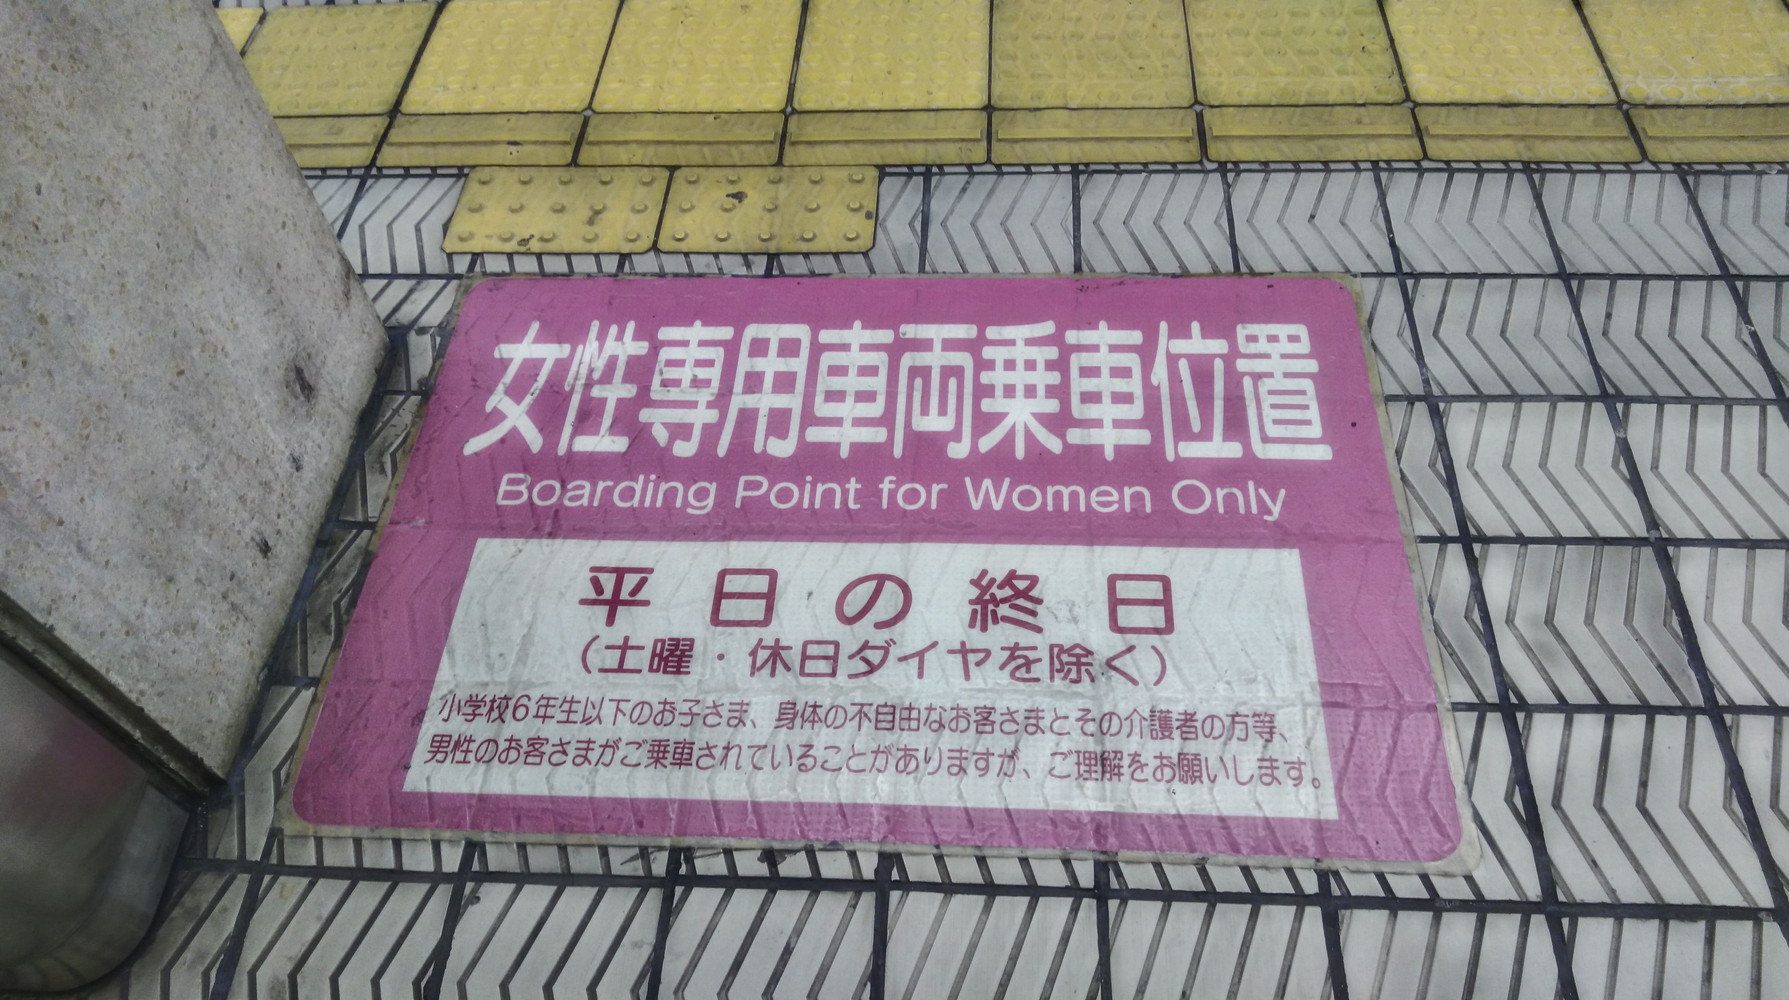 女性専用車両乗車位置
Boarding Point for Women Only
平日の終日
（土曜・休日ダイヤを除く）
小学校6年生以下のお子さま、身体の不自由なお客さまとその介護者の方等、
男性のお客さまがご乗車されていることがありますが、ご理解をお願いします。